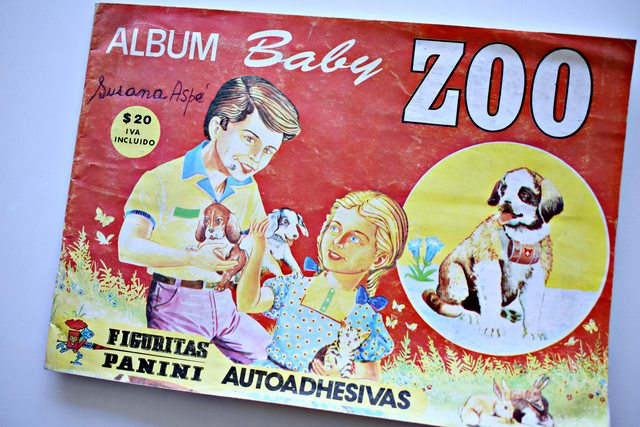 ALBUM Baby ZOO
Susana Aspé
$20
IVA
INCLUIDO
FIGURITAS
PANINI
AUTOADHESIVAS